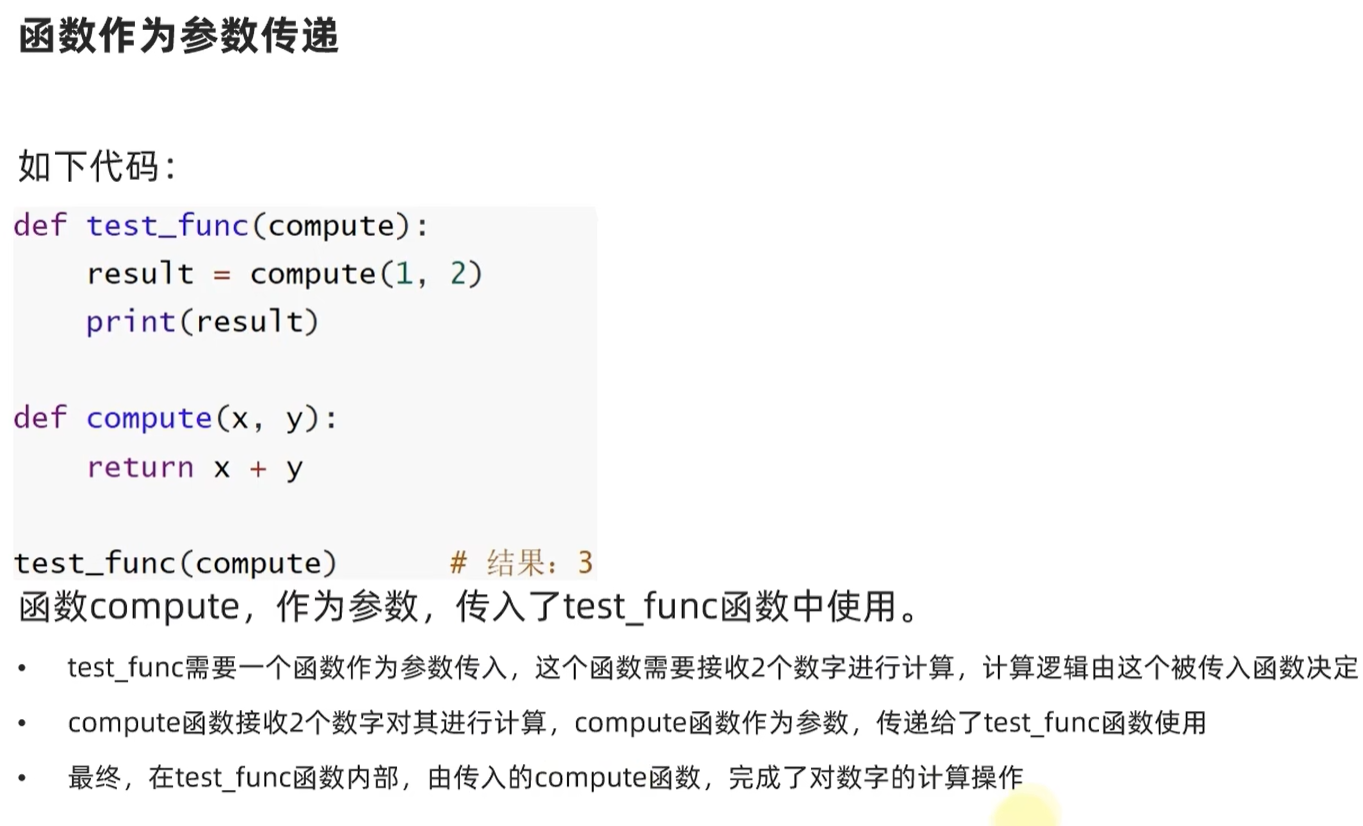 函数作为参数传递
如下代码：
def test_func(compute):
    result = compute(1, 2)
    print(result)
def compute(x, y):
    return x + y
test_func(compute)      # 结果：3
函数compute，作为参数，传入了test_func函数中使用。
• test_func需要一个函数作为参数传入，这个函数需要接收2个数字进行计算，计算逻辑由这个被传入函数决定
• compute函数接收2个数字对其进行计算，compute函数作为参数，传递给了test_func函数使用
• 最终，在test_func函数内部，由传入的compute函数，完成了对数字的计算操作